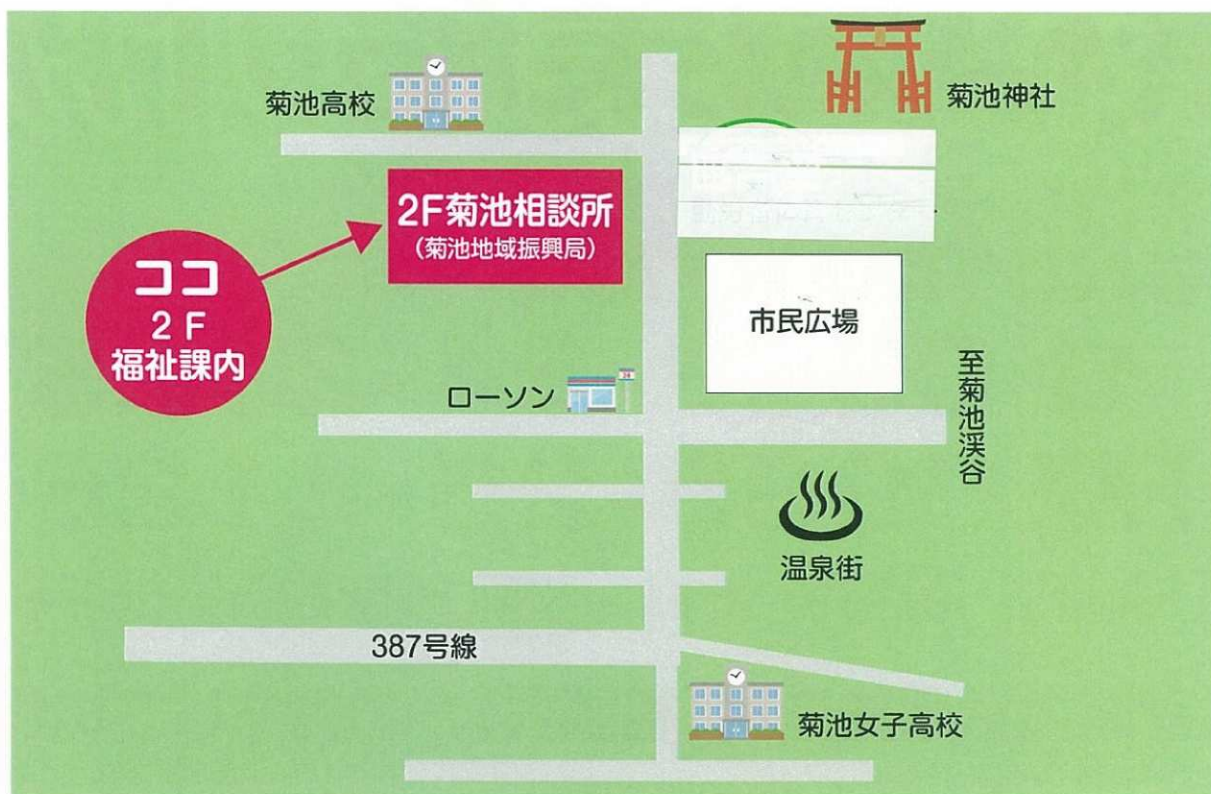 菊池高校
菊池神社
2F菊池相談所
(菊池地域振興局)
ココ
2F
福祉課内
市民広場
ローソン
至菊池渓谷
温泉街
387号線
菊池女子高校